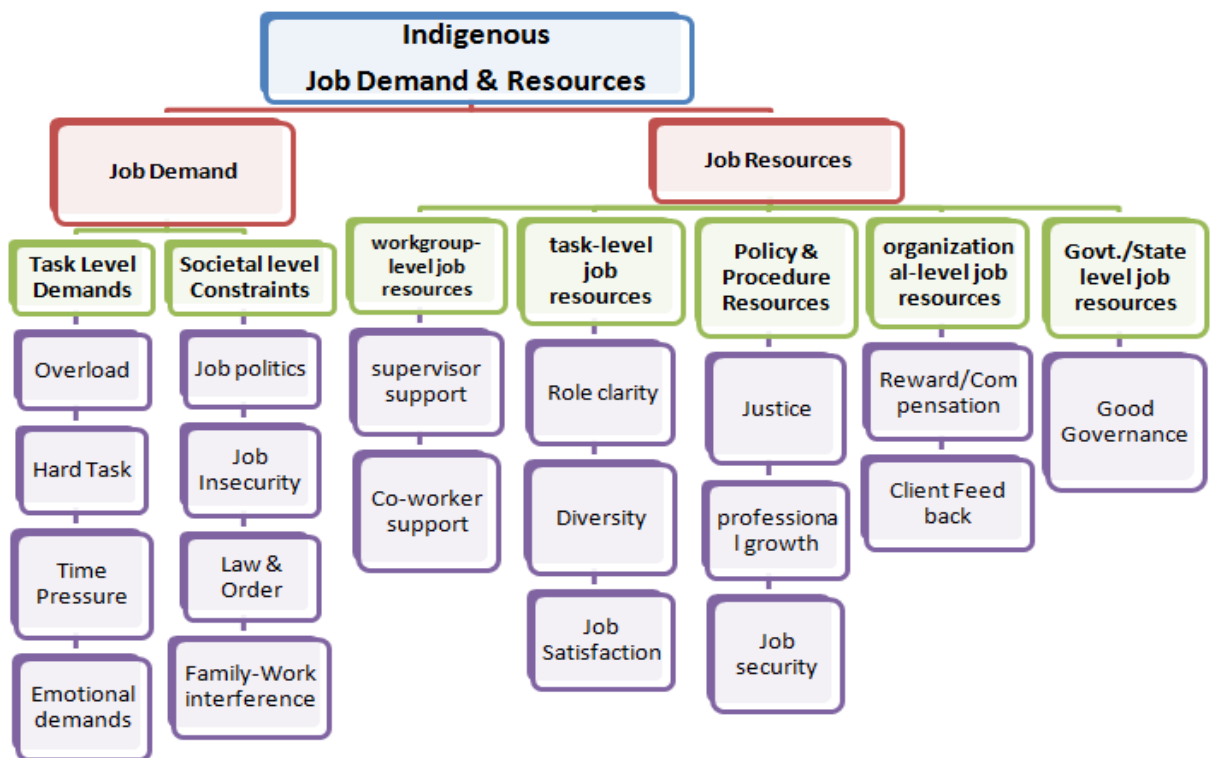 Indigenous
Job Demand & Resources
Job Demand
Job Resources
Task Level
Demands
Societal level
Constraints
workgroup-
level job
resources
task-level
job
resources
Policy &
Procedure
Resources
organization
al-level job
resources
Govt./State
level job
resources
Overload
Hard Task
Time
Pressure
Emotional
demands
Job politics
Job
Insecurity
Law &
Order
Family-Work
interference
supervisor
support
Co-worker
support
Role clarity
Diversity
Job
Satisfaction
Justice
professiona
l growth
Job
security
Reward/Com
pensation
Client Feed
back
Good
Governance